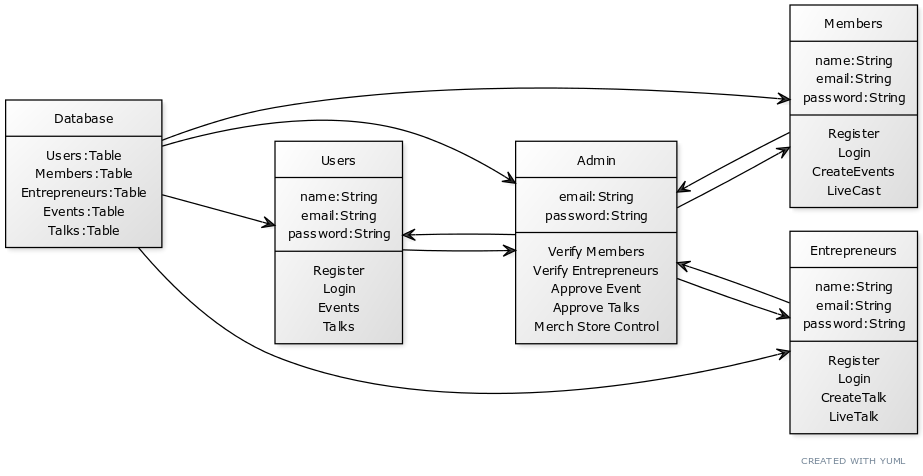 Database
Users:Table
Members:Table
Entrepreneurs:Table
Events:Table
Talks:Table
Users
name:String
email:String
password:String
Register
Login
Events
Talks
Admin
email:String
password:String
Verify Members
Verify Entrepreneurs
Approve Event
Approve Talks
Merch Store Control
Members
name:String
email:String
password:String
Register
Login
CreateEvents
LiveCast
Entrepreneurs
name:String
email:String
password:String
Register
Login
CreateTalk
LiveTalk
CREATED WITH YUML